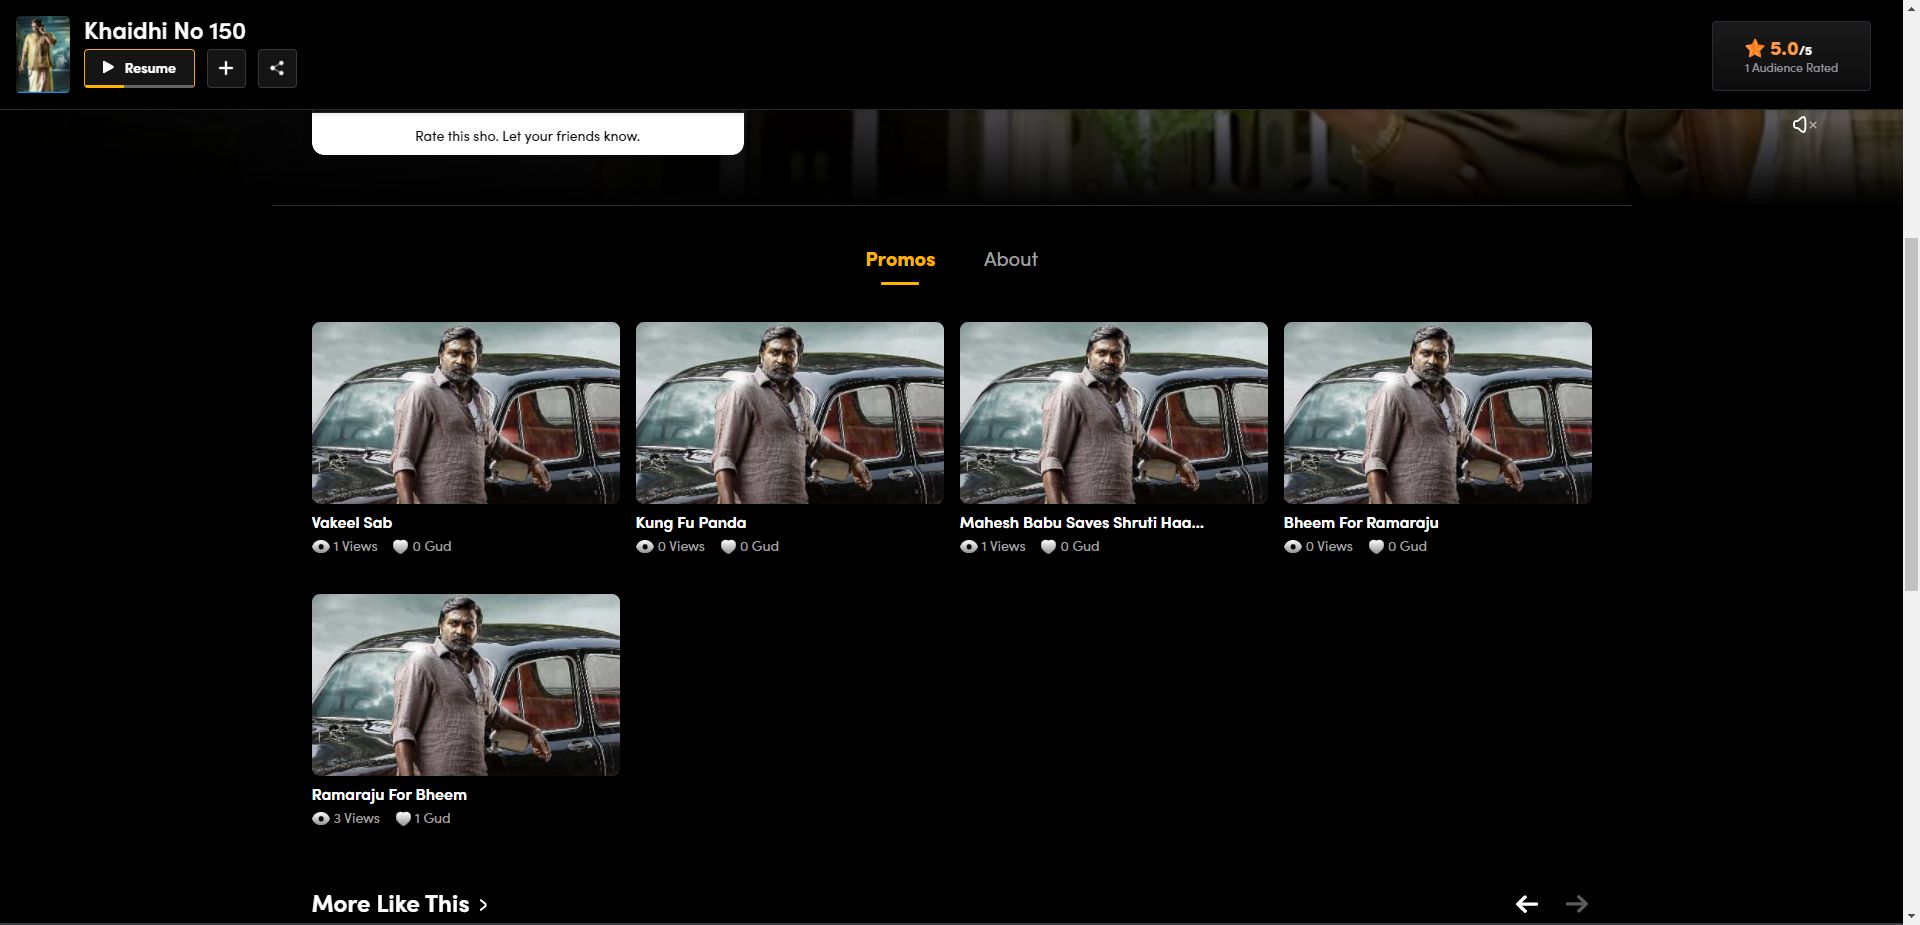 Khaidhi No 150
Resume
5.0/5
1 Audience Rated
Rate this sho. Let your friends know.
Promos About
Vakeel Sab
1 Views 0 Gud
Kung Fu Panda
0 Views 0 Gud
Mahesh Babu Saves Shruti Haa...
1 Views 0 Gud
Bheem For Ramaraju
0 Views 0 Gud
Ramaraju For Bheem
3 Views 1 Gud
More Like This >